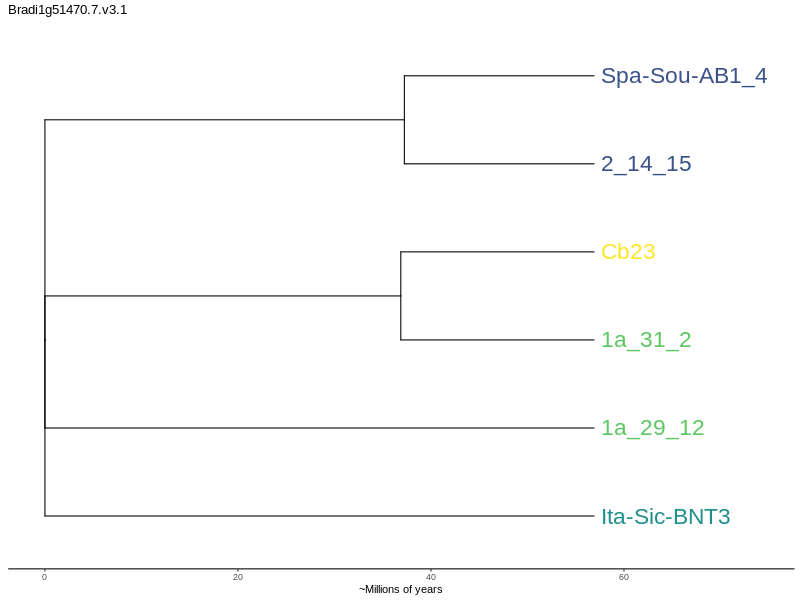 Bradi1g51470.7.v3.1
Spa-Sou-AB1_4
2_14_15
Cb23
1a_31_2
1a_29_12
Ita-Sic-BNT3
0 20 40 60
~Millions of years